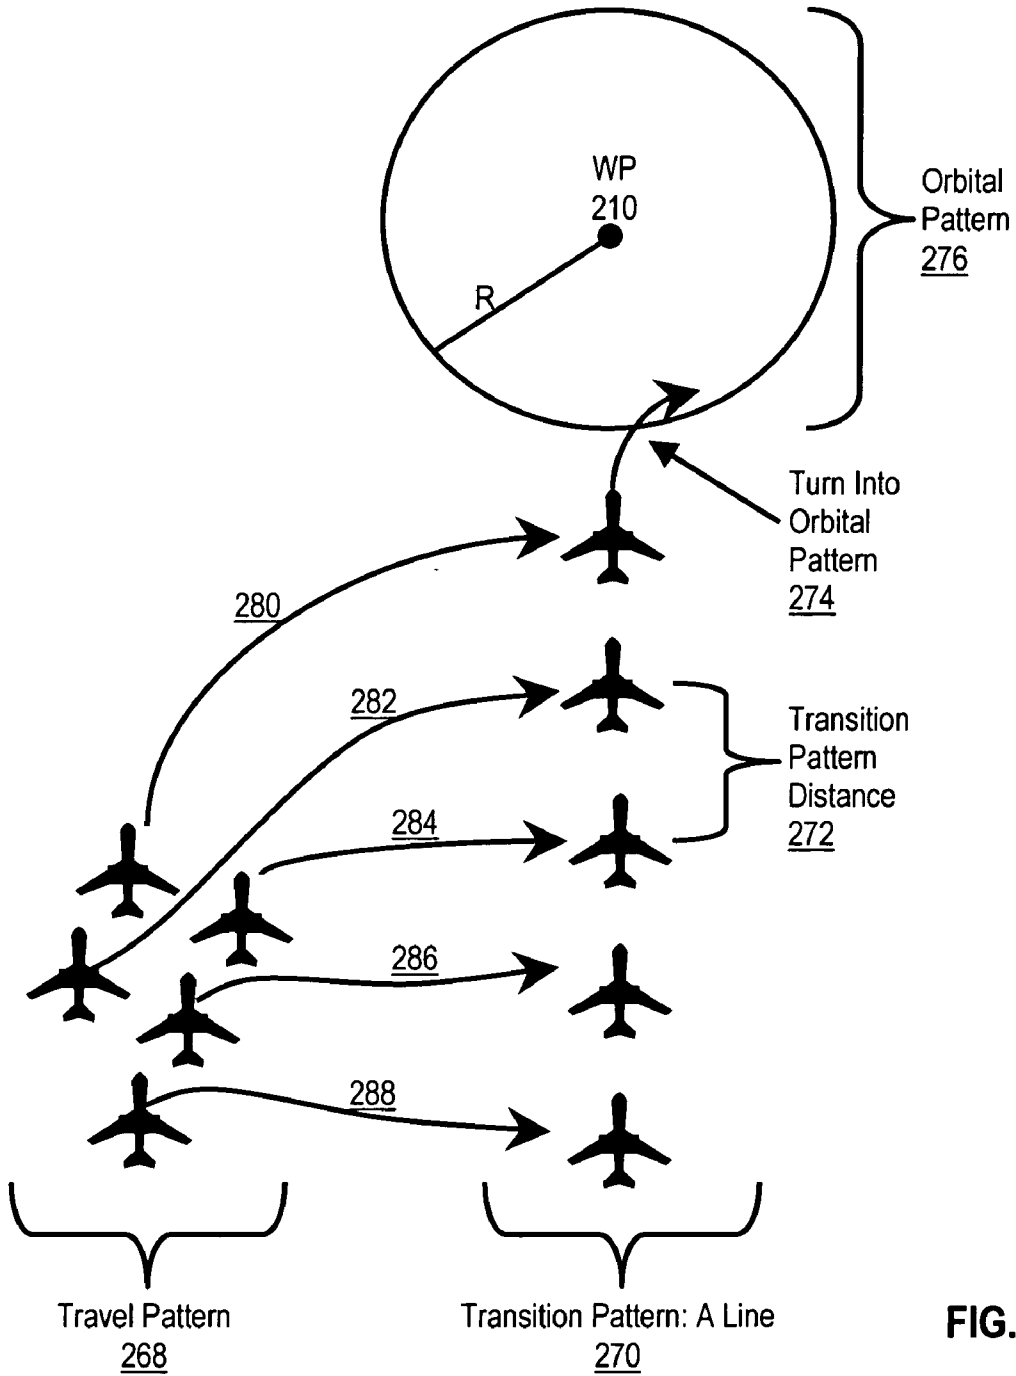 WP
210
R
Orbital
Pattern
276
Turn Into
Orbital
Pattern
274
280
282
Transition
Pattern
Distance
272
284
286
288
Travel Pattern
268
Transition Pattern: A Line
270
FIG.